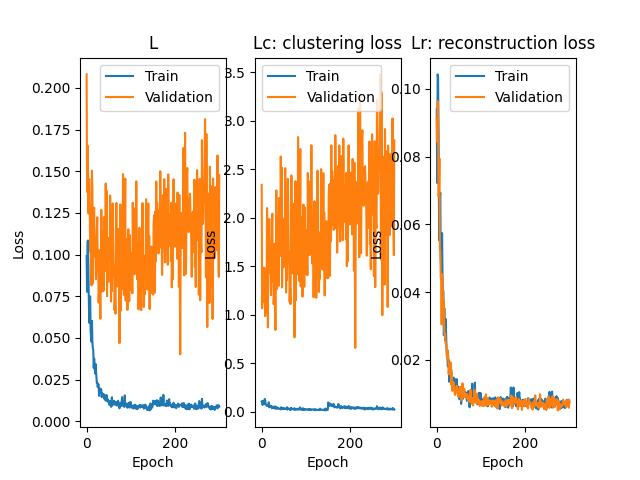 L
Loss
0.200
0.175
0.150
0.125
0.100
0.075
0.050
0.025
0.000
Train
Validation
0
200
Epoch
Lc: clustering loss
Loss
3.5
3.0
2.5
2.0
1.5
1.0
0.5
0.0
Train
Validation
0
200
Epoch
Lr: reconstruction loss
Loss
0.10
0.08
0.06
0.04
0.02
Train
Validation
0
200
Epoch